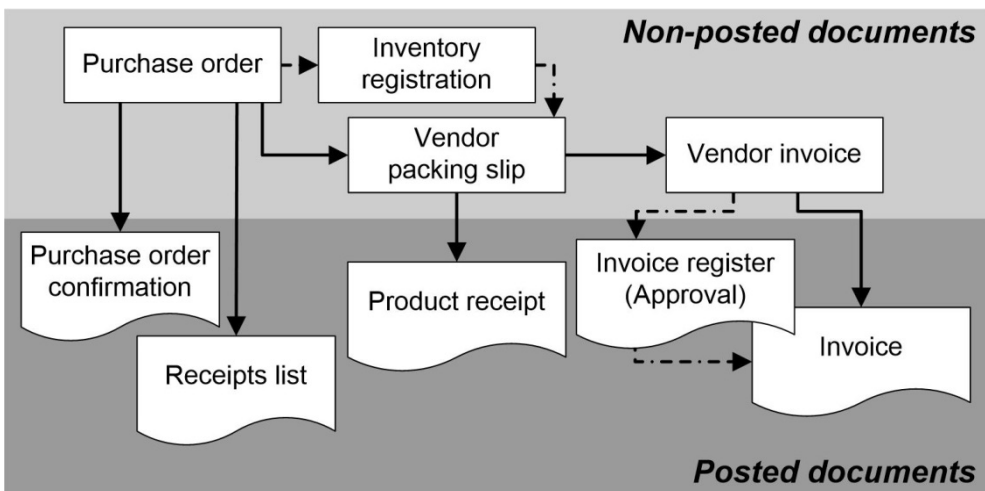 Non-posted documents
Purchase order
Inventory
registration
Vendor
packing slip
Vendor invoice
Purchase order
confirmation
Receipts list
Product receipt
Invoice register
(Approval)
Invoice
Posted documents